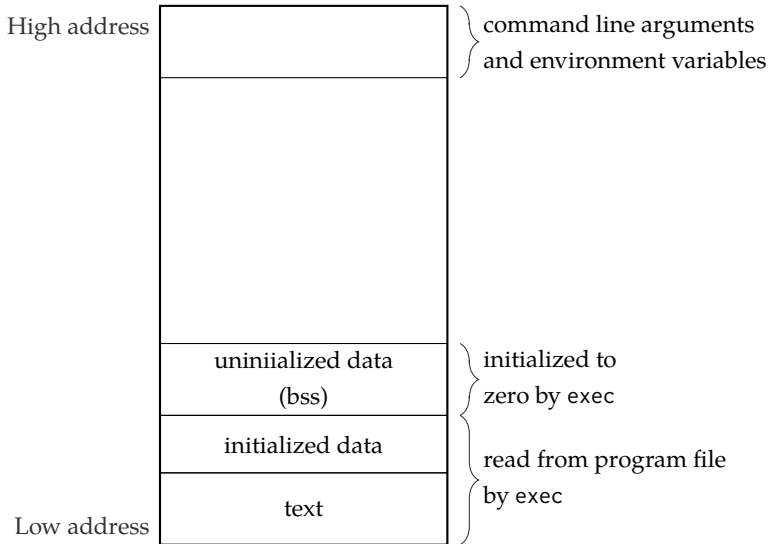 High address
command line arguments
and environment variables
uniniialized data
(bss)
initialized to
zero by exec
initialized data
read from program file
by exec
text
Low address